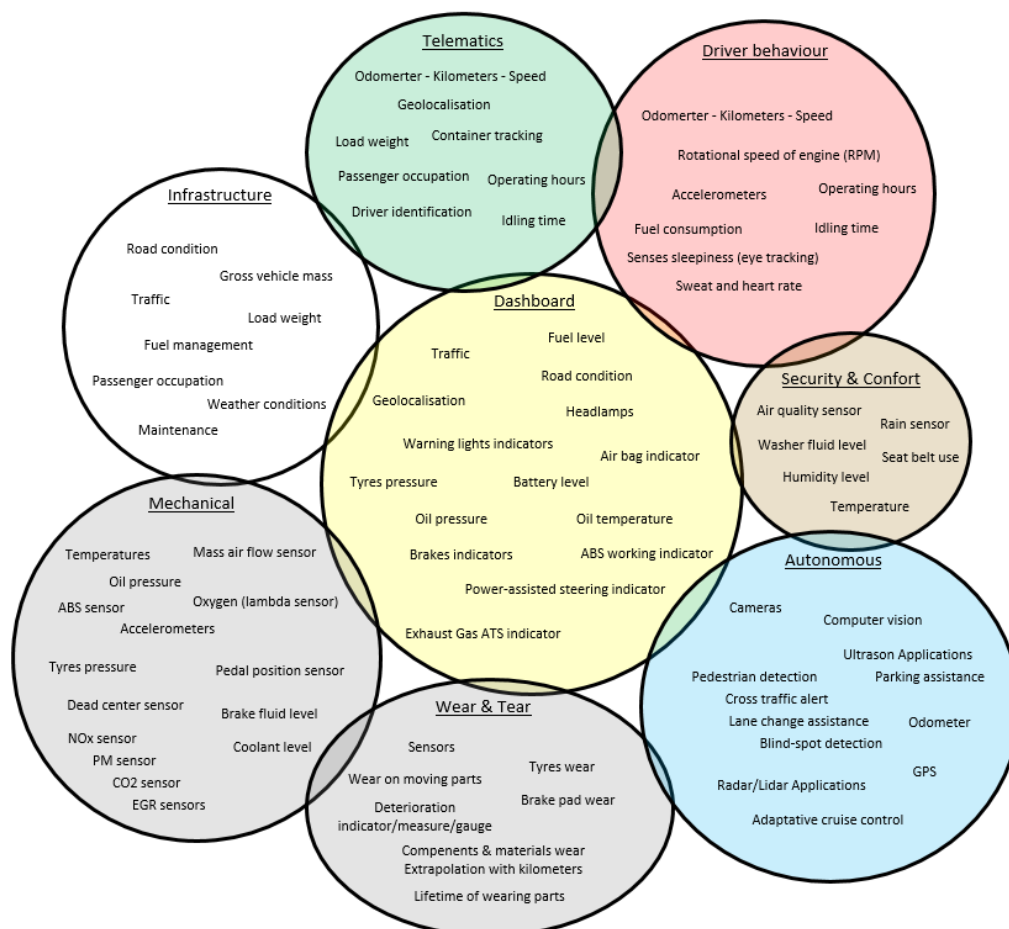 Telematics
Odomerter - Kilometers - Speed
Geolocalisation
Load weight
Container tracking
Passenger occupation
Operating hours
Driver identification
Idling time
Driver behaviour
Odomerter - Kilometers - Speed
Rotational speed of engine (RPM)
Accelerometers
Operating hours
Fuel consumption
Idling time
Senses sleepiness (eye tracking)
Sweat and heart rate
Infrastructure
Road condition
Gross vehicle mass
Traffic
Load weight
Fuel management
Passenger occupation
Weather conditions
Maintenance
Dashboard
Fuel level
Traffic
Road condition
Geolocalisation
Headlamps
Warning lights indicators
Air bag indicator
Tyres pressure
Battery level
Oil pressure
Oil temperature
Brakes indicators
ABS working indicator
Power-assisted steering indicator
Exhaust Gas ATS indicator
Security & Confort
Air quality sensor
Rain sensor
Washer fluid level
Seat belt use
Humidity level
Temperature
Mechanical
Temperatures
Mass air flow sensor
Oil pressure
ABS sensor
Oxygen (lambda sensor)
Accelerometers
Tyres pressure
Pedal position sensor
Dead center sensor
Brake fluid level
NOx sensor
Coolant level
PM sensor
CO2 sensor
EGR sensors
Wear & Tear
Sensors
Tyres wear
Wear on moving parts
Brake pad wear
Deterioration
indicator/measure/gauge
Compenents & materials wear
Extrapolation with kilometers
Lifetime of wearing parts
Autonomous
Cameras
Computer vision
Ultrason Applications
Pedestrian detection
Parking assistance
Cross traffic alert
Lane change assistance
Odometer
Blind-spot detection
GPS
Radar/Lidar Applications
Adaptative cruise control